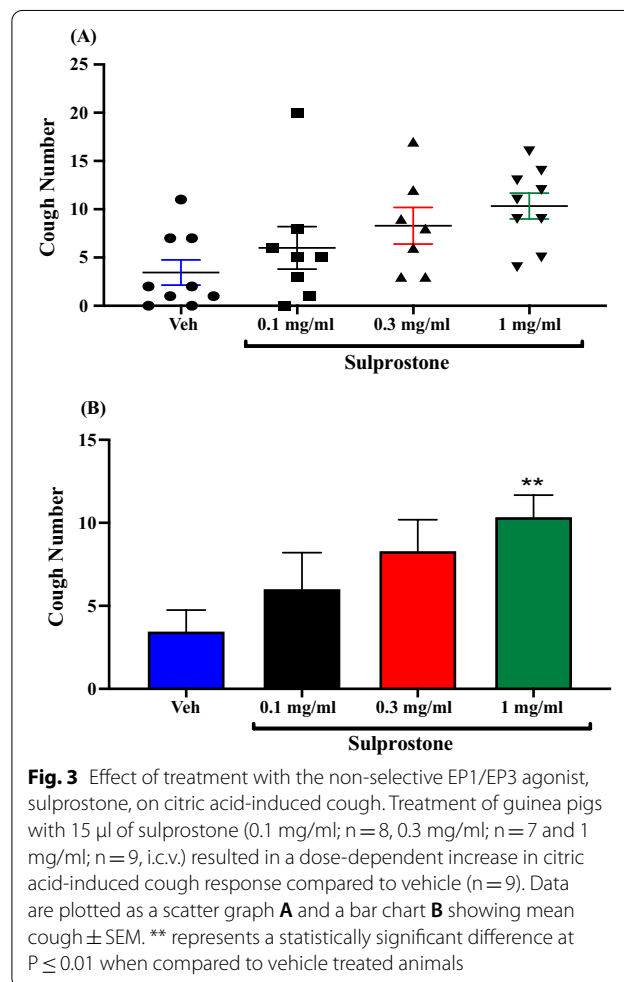 (A)
25
20
15
10
5
0
Cough Number
Veh
0.1 mg/ml
0.3 mg/ml
1 mg/ml
Sulprostone
(B)
15
10
5
0
Cough Number
**
Veh
0.1 mg/ml
0.3 mg/ml
1 mg/ml
Sulprostone
Fig. 3 Effect of treatment with the non-selective EP1/EP3 agonist,
sulprostone, on citric acid-induced cough. Treatment of guinea pigs
with 15 µl of sulprostone (0.1 mg/ml; n = 8, 0.3 mg/ml; n = 7 and 1
mg/ml; n = 9, i.c.v.) resulted in a dose-dependent increase in citric
acid-induced cough response compared to vehicle (n = 9). Data
are plotted as a scatter graph A and a bar chart B showing mean
cough ± SEM. ** represents a statistically significant difference at
P ≤ 0.01 when compared to vehicle treated animals